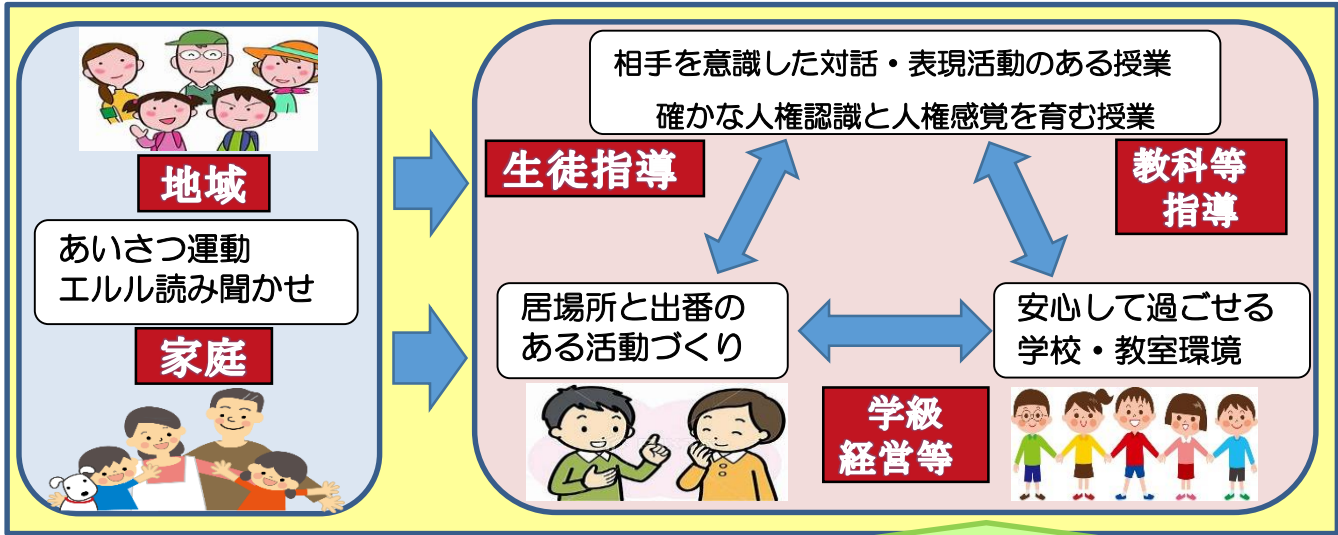 地域
あいさつ運動
エルル読み聞かせ
家庭
相手を意識した対話・表現活動のある授業
確かな人権認識と人権感覚を育む授業
生徒指導
教科等
指導
居場所と出番の
ある活動づくり
安心して過ごせる
学校・教室環境
学級
経営等